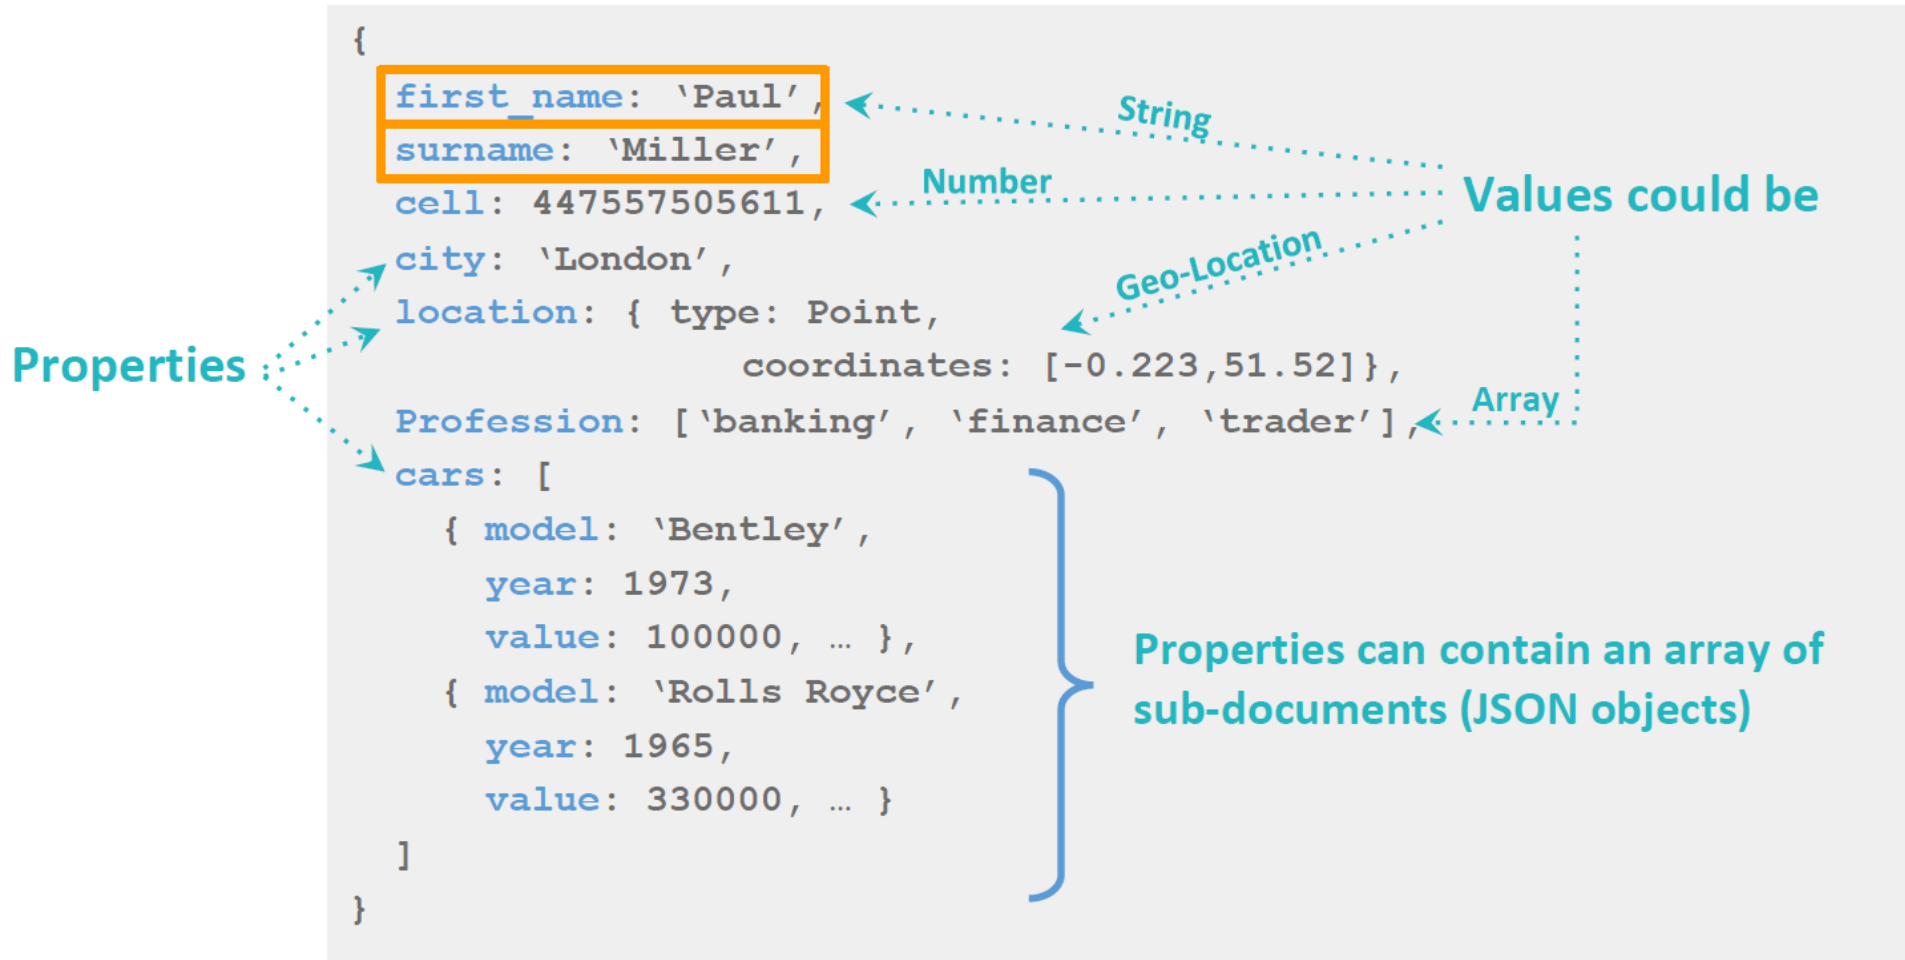 {
first_name: ‘Paul’,
surname: ‘Miller’,
cell: 447557505611,
city: ‘London’,
location: { type: Point,
coordinates: [-0.223,51.52]},
Profession: [‘banking’, ‘finance’, ‘trader’],
cars: [
{ model: ‘Bentley’,
year: 1973,
value: 100000, … },
{ model: ‘Rolls Royce’,
year: 1965,
value: 330000, … }
]
}
Properties
String
Number
Geo-Location
Array
Values could be
Properties can contain an array of
sub-documents (JSON objects)